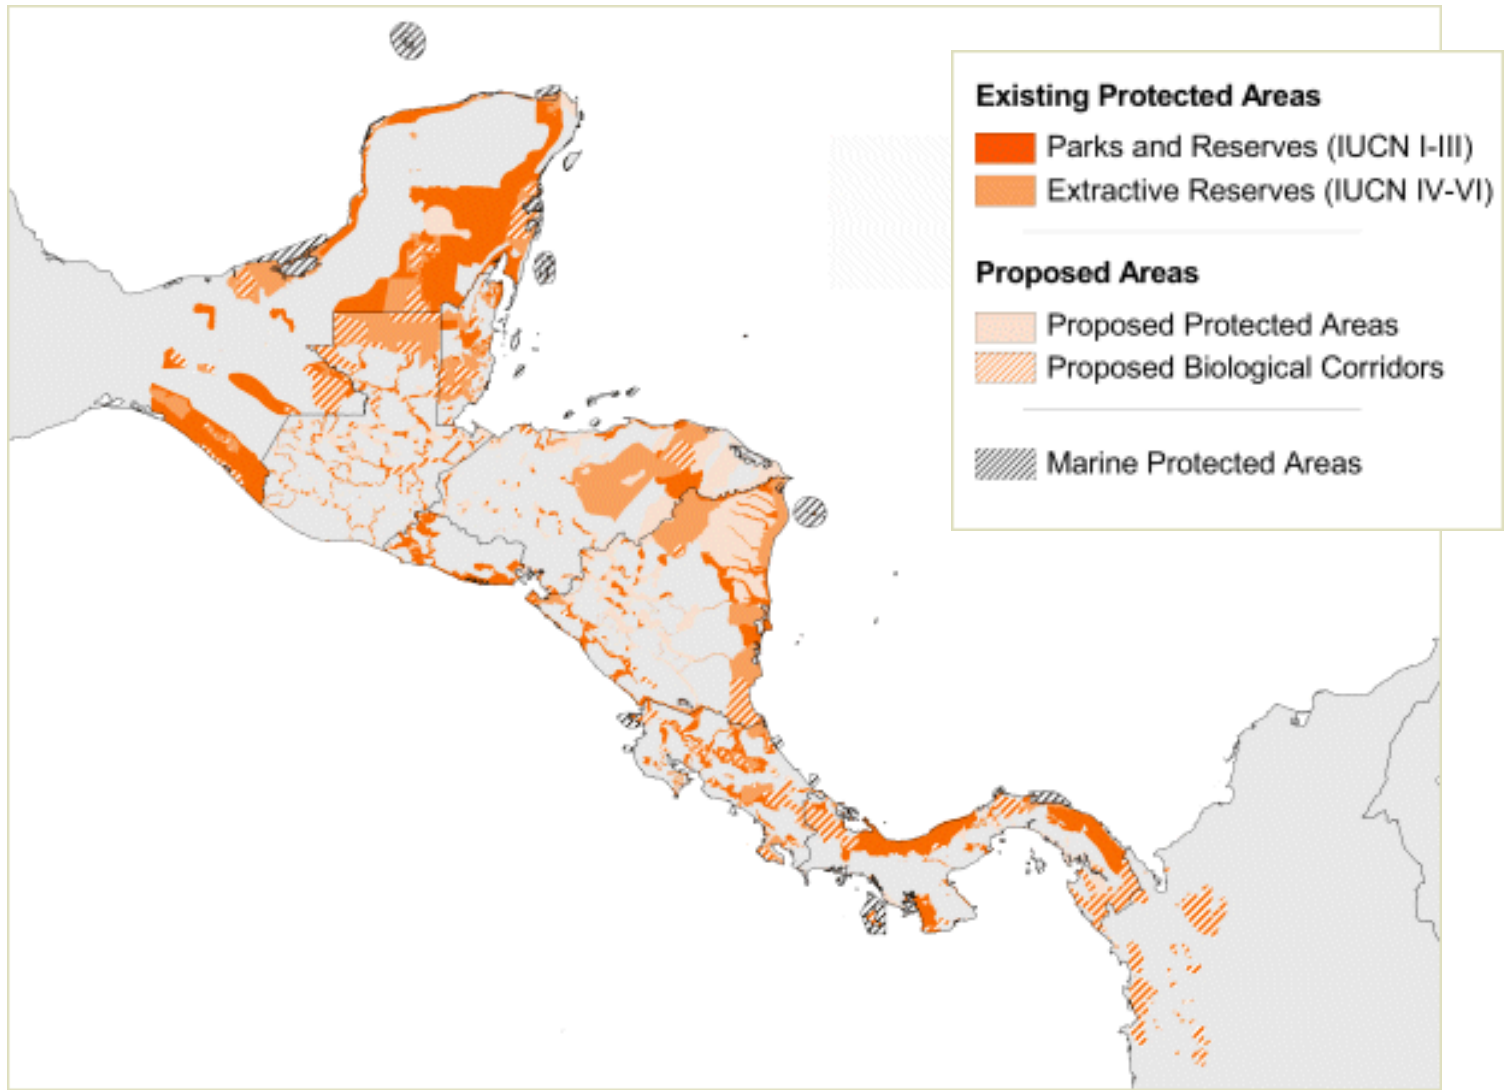 Existing Protected Areas
Parks and Reserves (IUCN I-III)
Extractive Reserves (IUCN IV-VI)
Proposed Areas
Proposed Protected Areas
Proposed Biological Corridors
Marine Protected Areas